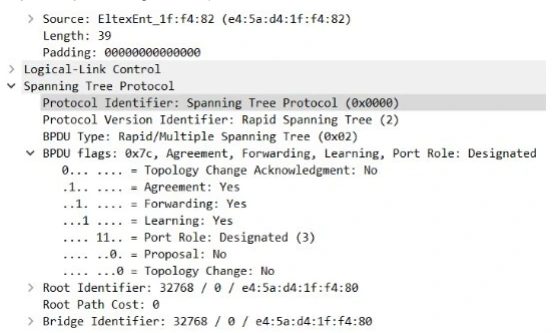 > Source: EltexEnt_1f:f4:82 (e4:5a:d4:1f:f4:82)
Length: 39
Padding: 00000000000000
> Logical-Link Control
Spanning Tree Protocol
Protocol Identifier: Spanning Tree Protocol (0x0000)
Protocol Version Identifier: Rapid Spanning Tree (2)
BPDU Type: Rapid/Multiple Spanning Tree (0x02)
BPDU flags: 0x7c, Agreement, Forwarding, Learning, Port Role: Designated
0... .... = Topology Change Acknowledgment: No
.1.. .... = Agreement: Yes
..1. .... = Forwarding: Yes
...1 .... = Learning: Yes
.... 11.. = Port Role: Designated (3)
.... ..0. = Proposal: No
.... ...0 = Topology Change: No
> Root Identifier: 32768 / 0 / e4:5a:d4:1f:f4:80
Root Path Cost: 0
> Bridge Identifier: 32768 / 0 / e4:5a:d4:1f:f4:80